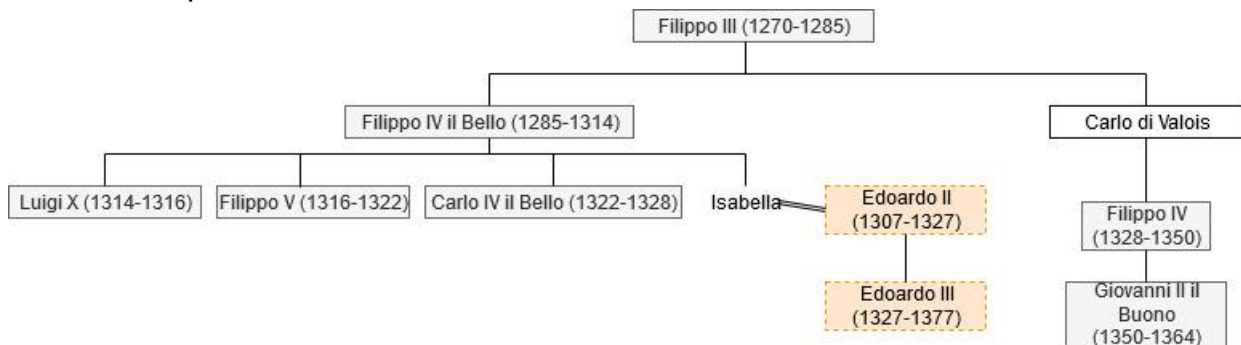 Filippo III (1270-1285)
Filippo IV il Bello (1285-1314)
Carlo di Valois
Luigi X (1314-1316)
Filippo V (1316-1322)
Carlo IV il Bello (1322-1328)
Isabella
Edoardo II
(1307-1327)
Filippo IV
(1328-1350)
Edoardo III
(1327-1377)
Giovanni II il
Buono
(1350-1364)